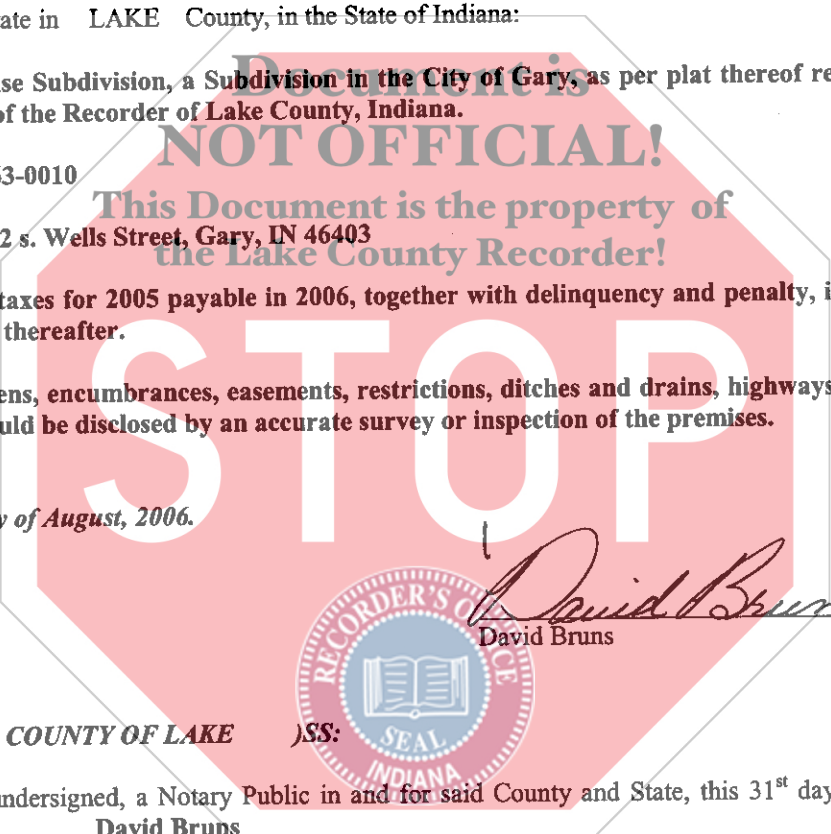 ate in LAKE County, in the State of Indiana:
Document is
se Subdivision, a Subdivision in the City of Gary, as per plat thereof re
of the Recorder of Lake County, Indiana.
NOT OFFICIAL!
3-0010
This Document is the property of
2 s. Wells Street, Gary, IN 46403
the Lake County Recorder!
taxes for 2005 payable in 2006, together with delinquency and penalty, i
thereafter.
STOP
ens, encumbrances, easements, restrictions, ditches and drains, highways
uld be disclosed by an accurate survey or inspection of the premises.
y of August, 2006.
David Bruns
David Bruns
RECORDER'S OFFICE
SEAL
INDIANA
COUNTY OF LAKE )SS:
ndersigned, a Notary Public in and for said County and State, this 31st day
David Bruns